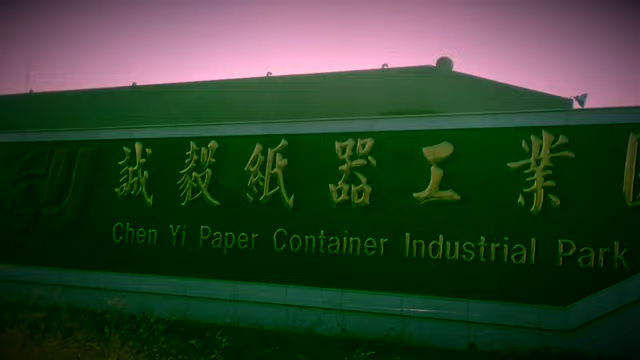 誠毅紙器工業
Chen Yi Paper Container Industrial Park